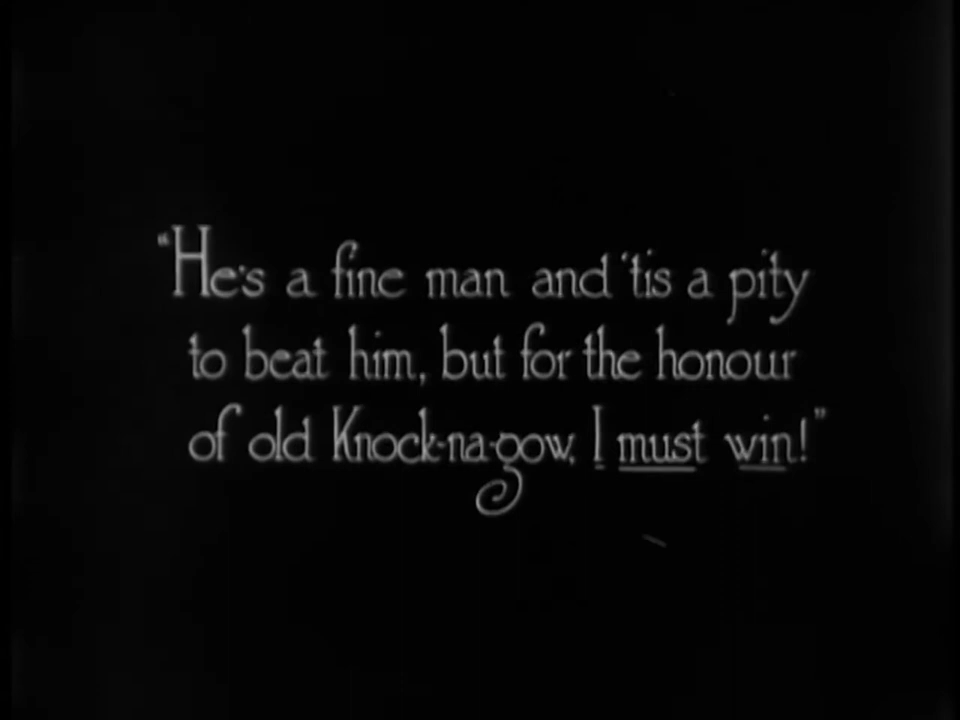 “He's a fine man and 'tis a pity
to beat him, but for the honour
of old Knock-na-gow, I must win!”